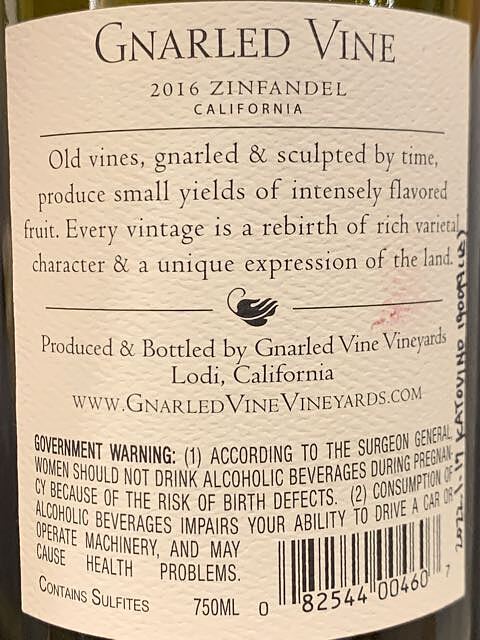 GNARLED VINE
2016 ZINFANDEL
CALIFORNIA
Old vines, gnarled & sculpted by time,
produce small yields of intensely flavored
fruit. Every vintage is a rebirth of rich varietal
character & a unique expression of the land.
Produced & Bottled by Gnarled Vine Vineyards
Lodi, California
WWW.GNARLEDVINEVINEYARDS.COM
GOVERNMENT WARNING: (1) ACCORDING TO THE SURGEON GENERAL
WOMEN SHOULD NOT DRINK ALCOHOLIC BEVERAGES DURING PREGNAN-
CY BECAUSE OF THE RISK OF BIRTH DEFECTS. (2) CONSUMPTION OF
ALCOHOLIC BEVERAGES IMPAIRS YOUR ABILITY TO DRIVE A CAR OR
OPERATE MACHINERY, AND MAY
CAUSE HEALTH PROBLEMS.
CONTAINS SULFITES
750ML
0 82544 00460 7
KATOVINO